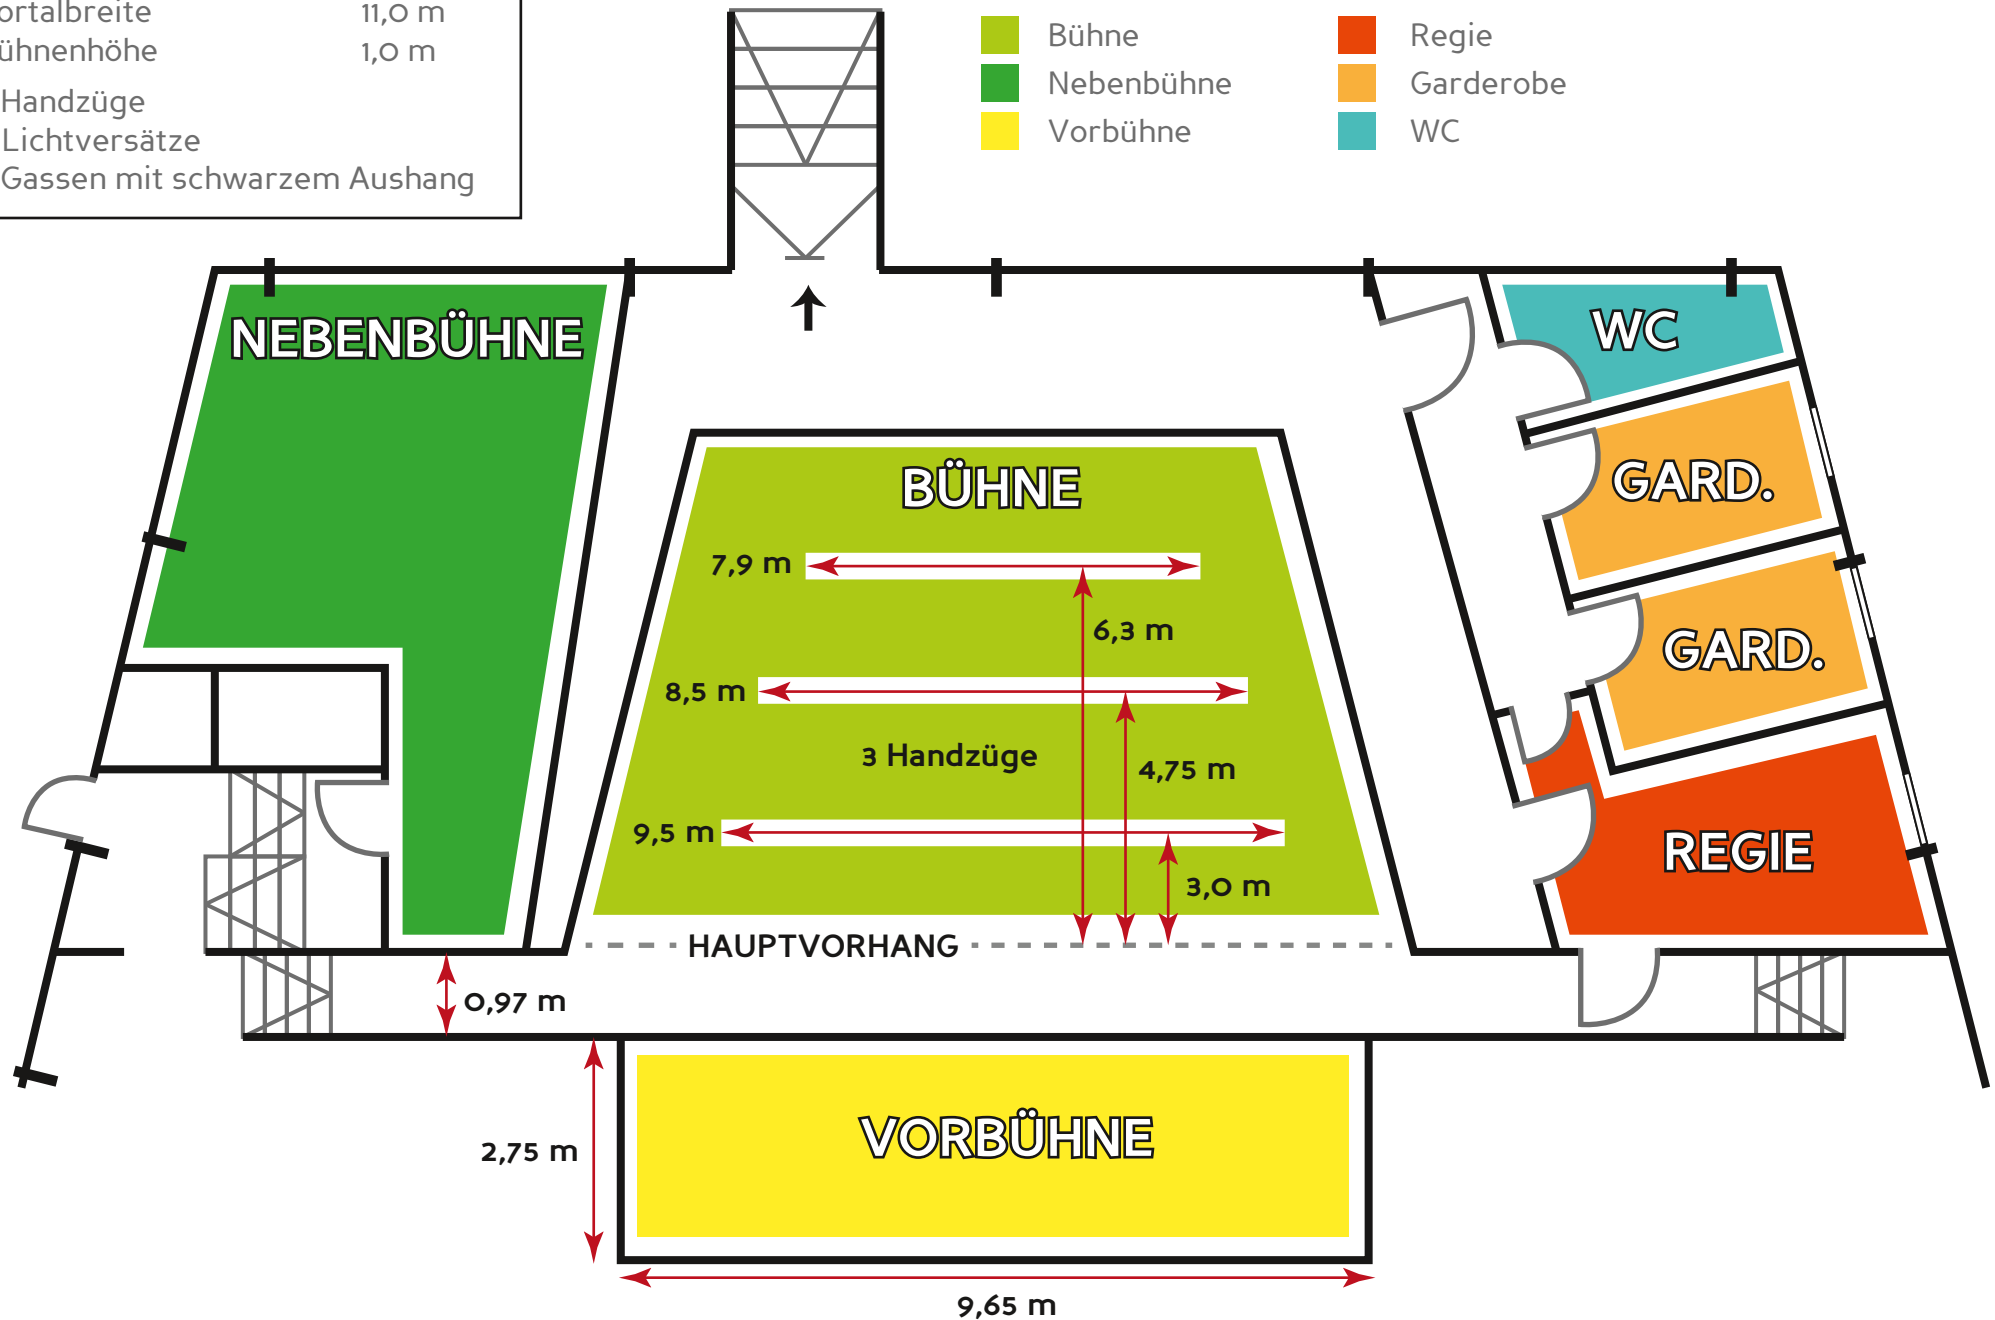 ortalbreite 11,0 m
ühnenhöhe 1,0 m
Handzüge
Lichtversätze
Gassen mit schwarzem Aushang
Bühne
Nebenbühne
Vorbühne
Regie
Garderobe
WC
NEBENBÜHNE
WC
GARD.
GARD.
REGIE
BÜHNE
7,9 m
6,3 m
8,5 m
3 Handzüge
4,75 m
9,5 m
3,0 m
HAUPTVORHANG
0,97 m
2,75 m
VORBÜHNE
9,65 m